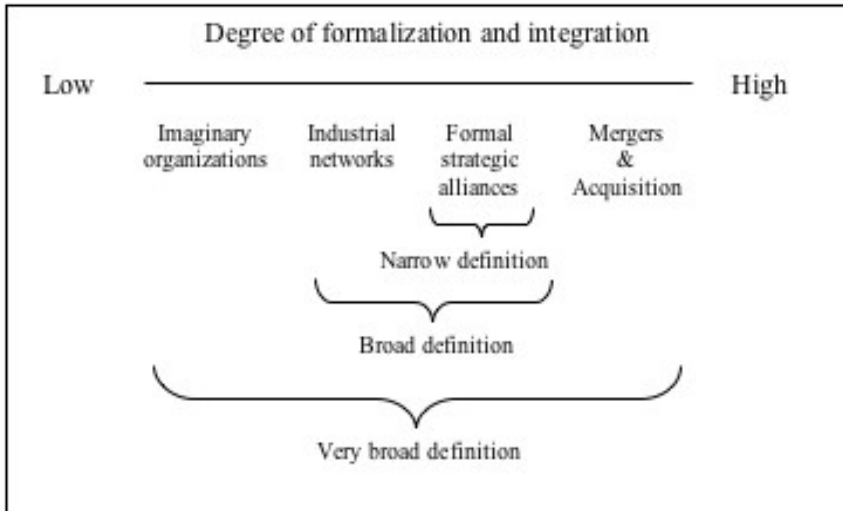 Degree of formalization and integration
Low High
Imaginary Industrial Formal Mergers
organizations networks strategic &
alliances Acquisition
Narrow definition
Broad definition
Very broad definition